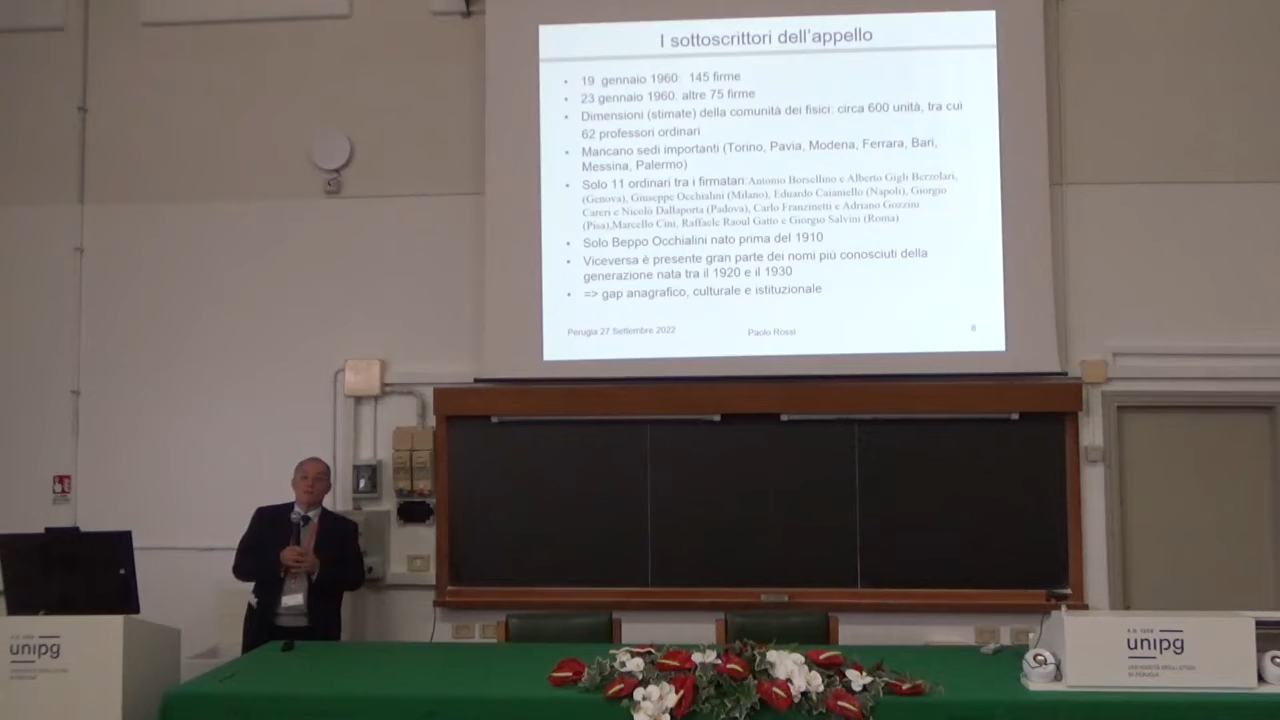 I sottoscrittori dell'appello
• 19 gennaio 1960: 145 firme
• 23 gennaio 1960: altre 75 firme
• Dimensioni (stimate) della comunità dei fisici: circa 600 unità, tra cui
62 professori ordinari
• Mancano sedi importanti (Torino, Pavia, Modena, Ferrara, Bari,
Messina, Palermo)
• Solo 11 ordinari tra i firmatari: Antonio Borsellino e Alberto Gigli Berzolari,
(Genova), Giuseppe Occhialini (Milano), Eduardo Caianiello (Napoli), Giorgio
Careri e Nicolò Dallaporta (Padova), Carlo Franzinetti e Adriano Gozzini
(Pisa),Marcello Cini, Raffaele Raoul Gatto e Giorgio Salvini (Roma)
• Solo Beppo Occhialini nato prima del 1910
• Viceversa è presente gran parte dei nomi più conosciuti della
generazione nata tra il 1920 e il 1930
• => gap anagrafico, culturale e istituzionale
Perugia 27 Settembre 2022 Paolo Rossi 8
unipg
unipg
UNIVERSITÀ DEGLI STUDI
DI PERUGIA